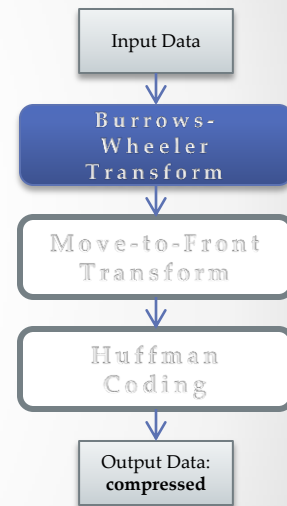 Input Data
Burrows-
Wheeler
Transform
Move-to-Front
Transform
Huffman
Coding
Output Data:
compressed